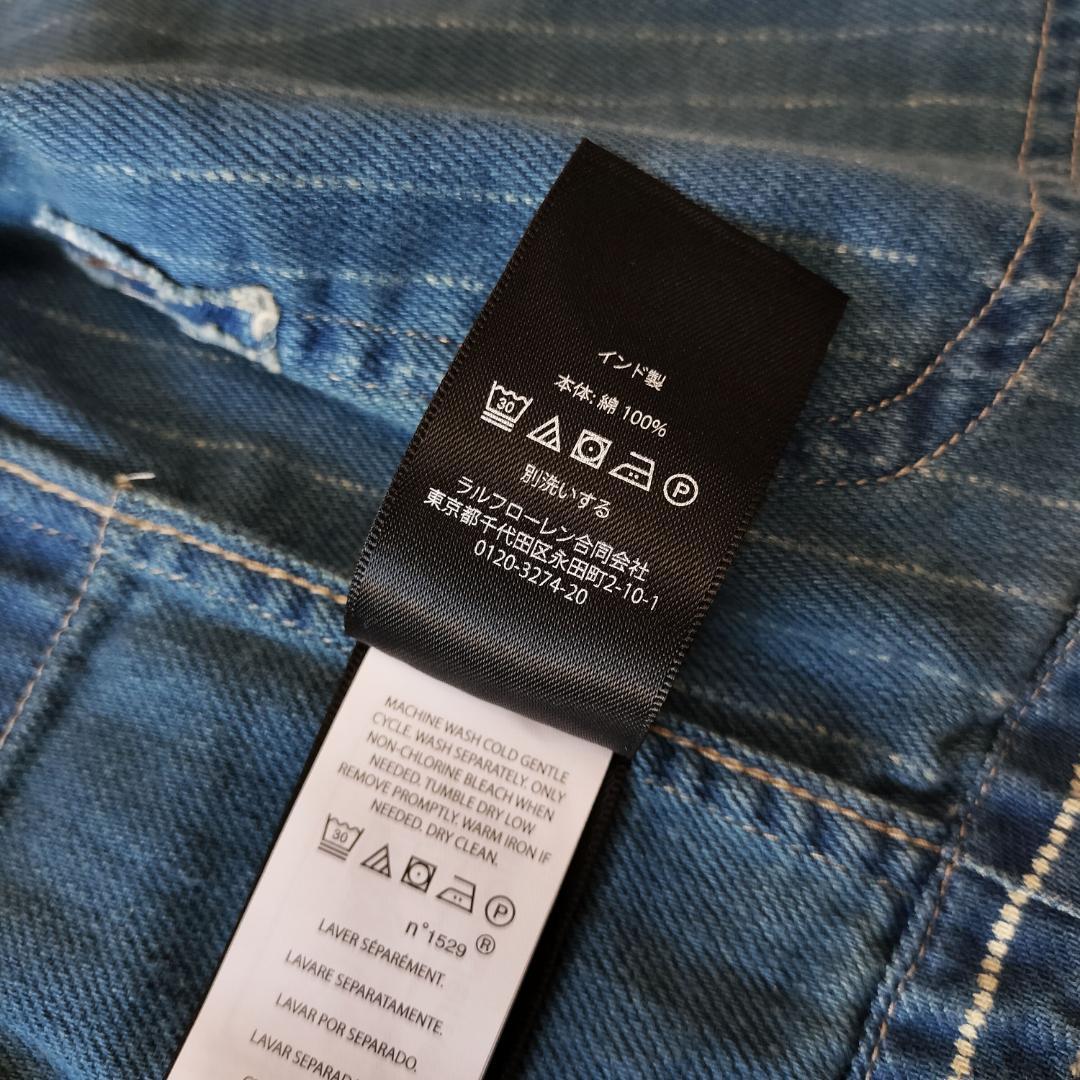 インド製
本体: 綿 100%
30 P
別洗いする
ラルフローレン合同会社
東京都千代田区永田町2-10-1
0120-3274-20
MACHINE WASH COLD GENTLE
CYCLE. WASH SEPARATELY. ONLY
NON-CHLORINE BLEACH WHEN
NEEDED. TUMBLE DRY LOW
REMOVE PROMPTLY. WARM IRON IF
NEEDED. DRY CLEAN.
30 P
n°1529 ®
LAVER SÉPARÉMENT.
LAVARE SEPARATAMENTE.
LAVAR POR SEPARADO.
LAVAR